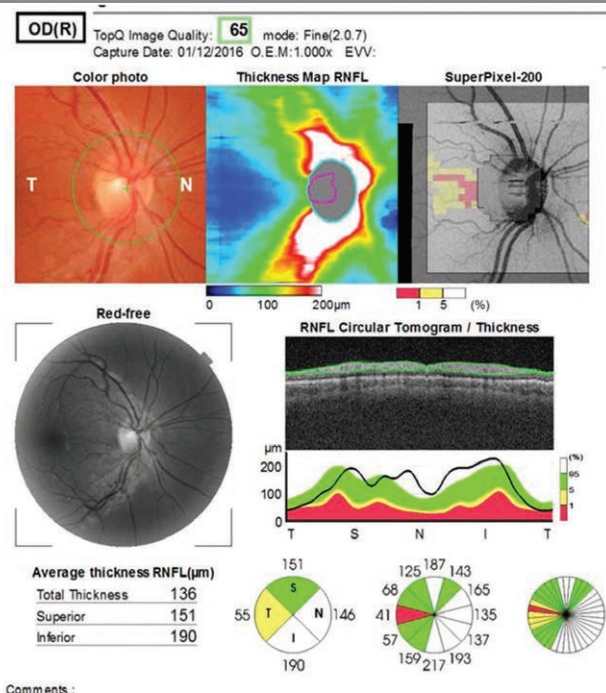 OD(R)
TopQ Image Quality: 65 mode: Fine(2.0.7)
Capture Date: 01/12/2016 O.E.M:1.000x EVV:
Color photo
Thickness Map RNFL
SuperPixel-200
T
N
0 100 200μm
1 5 (%)
Red-free
RNFL Circular Tomogram / Thickness
μm
200
100
0
T S N I T
(%)
95
5
1
Average thickness RNFL(μm)
Total Thickness 136
Superior 151
Inferior 190
151
S
55 T N 146
I
190
125 187 143
68 165
41 135
57 137
159 217 193
Comments :